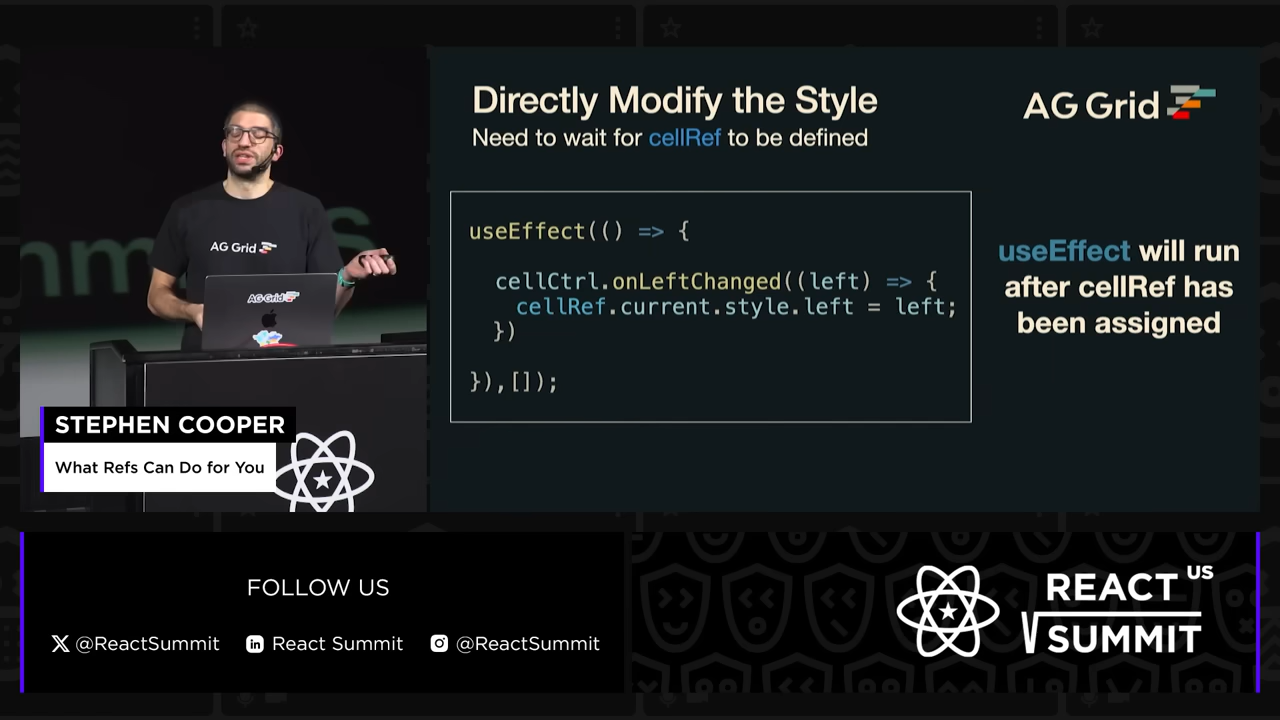 Directly Modify the Style
Need to wait for cellRef to be defined
AG Grid
useEffect(() => {
cellCtrl.onLeftChanged((left) => {
cellRef.current.style.left = left;
})
}),[]);
useEffect will run
after cellRef has
been assigned
AG Grid
AG Grid
STEPHEN COOPER
What Refs Can Do for You
FOLLOW US
@ReactSummit
React Summit
@ReactSummit
REACT US
SUMMIT